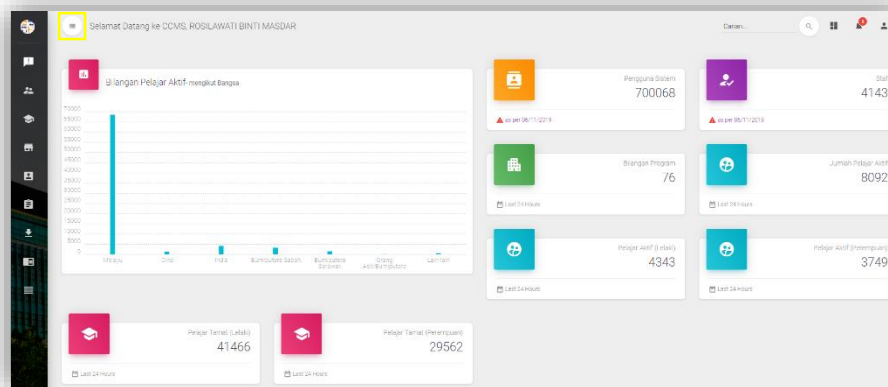 Selamat Datang ke CCMS, ROSILAWATI BINTI MASDAR
Carian...
Bilangan Pelajar Aktif- mengikut Bangsa
70000
65000
60000
55000
50000
45000
40000
35000
30000
25000
20000
15000
10000
5000
0
Melayu
Cina
India
Bumiputera Sabah
Bumiputera Sarawak
Orang Asli/Bumiputera
Lain-lain
Pengguna Sistem
700068
as per 06/11/2019
Staf
4143
as per 06/11/2019
Bilangan Program
76
Last 24 Hours
Jumlah Pelajar Aktif
8092
Last 24 Hours
Pelajar Aktif (Lelaki)
4343
Last 24 Hours
Pelajar Aktif (Perempuan)
3749
Last 24 Hours
Pelajar Tamat (Lelaki)
41466
Last 24 Hours
Pelajar Tamat (Perempuan)
29562
Last 24 Hours